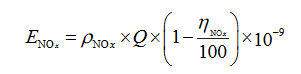 E_NOx = ρ_NOx × Q × (1 − η_NOx / 100) × 10^−9